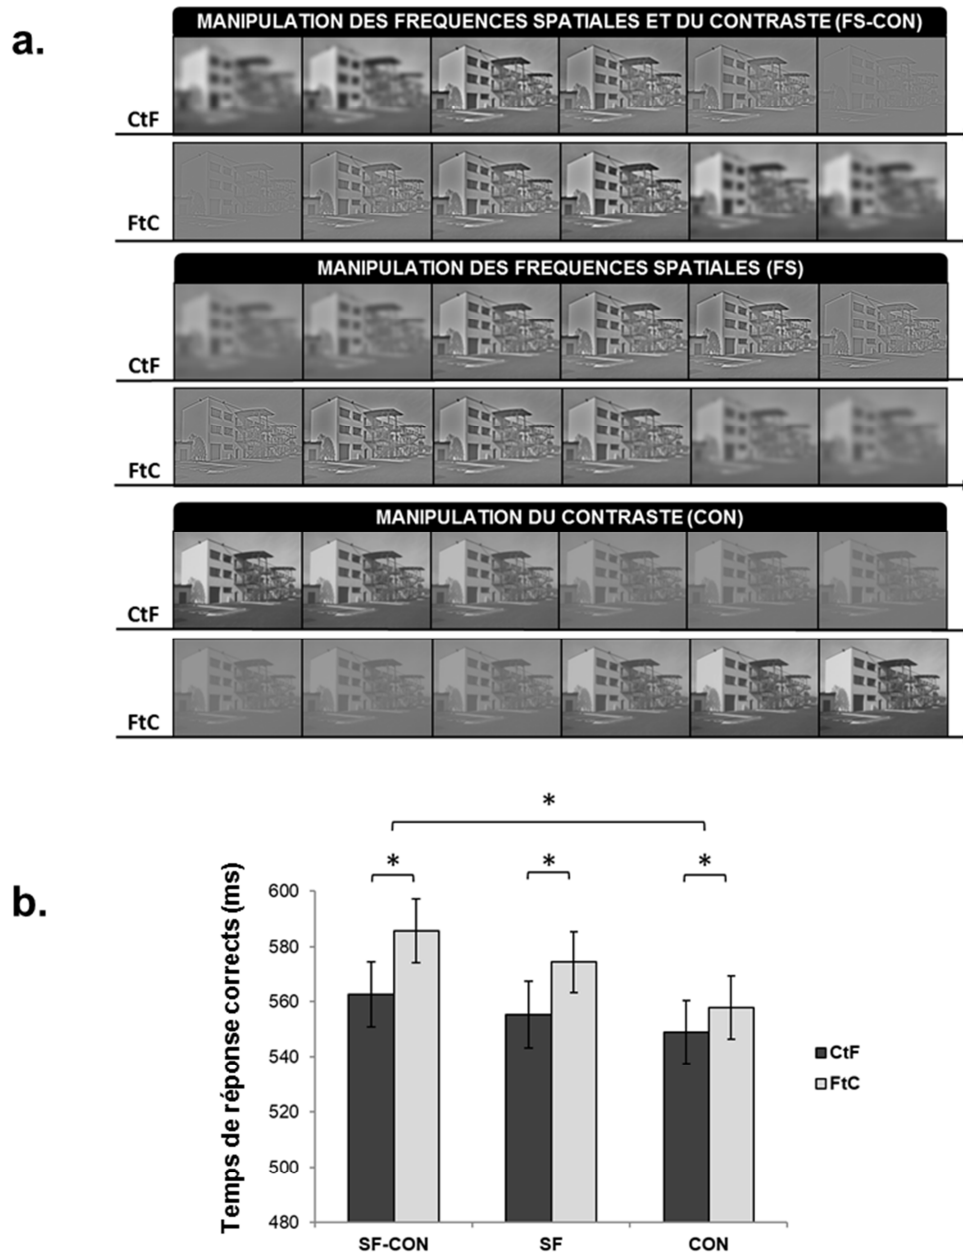 a.
MANIPULATION DES FREQUENCES SPATIALES ET DU CONTRASTE (FS-CON)
CtF
FtC
MANIPULATION DES FREQUENCES SPATIALES (FS)
CtF
FtC
MANIPULATION DU CONTRASTE (CON)
CtF
FtC
b.
*
* * *
Temps de réponse corrects (ms)
600
580
560
540
520
500
480
SF-CON SF CON
CtF
FtC